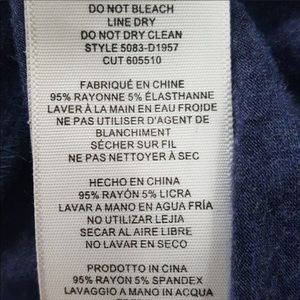 DO NOT BLEACH
LINE DRY
DO NOT DRY CLEAN
STYLE 5083-D1957
CUT 605510
FABRIQUÉ EN CHINE
95% RAYONNE 5% ÉLASTHANNE
LAVER À LA MAIN EN EAU FROIDE
NE PAS UTILISER D'AGENT DE
BLANCHIMENT
SÉCHER SUR FIL
NE PAS NETTOYER À SEC
HECHO EN CHINA
95% RAYÓN 5% LICRA
LAVAR A MANO EN AGUA FRÍA
NO UTILIZAR LEJIA
SECAR AL AIRE LIBRE
NO LAVAR EN SECO
PRODOTTO IN CINA
95% RAYON 5% SPANDEX
LAVAGGIO A MANO IN ACQUA